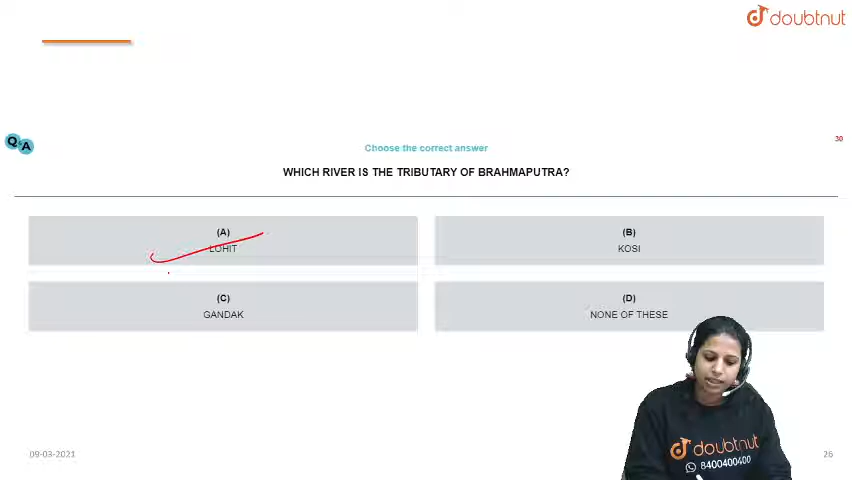 doubtnut
Q & A
30
Choose the correct answer
WHICH RIVER IS THE TRIBUTARY OF BRAHMAPUTRA?
(A)
LOHIT
(B)
KOSI
(C)
GANDAK
(D)
NONE OF THESE
doubtnut
8400400400
09-03-2021
26